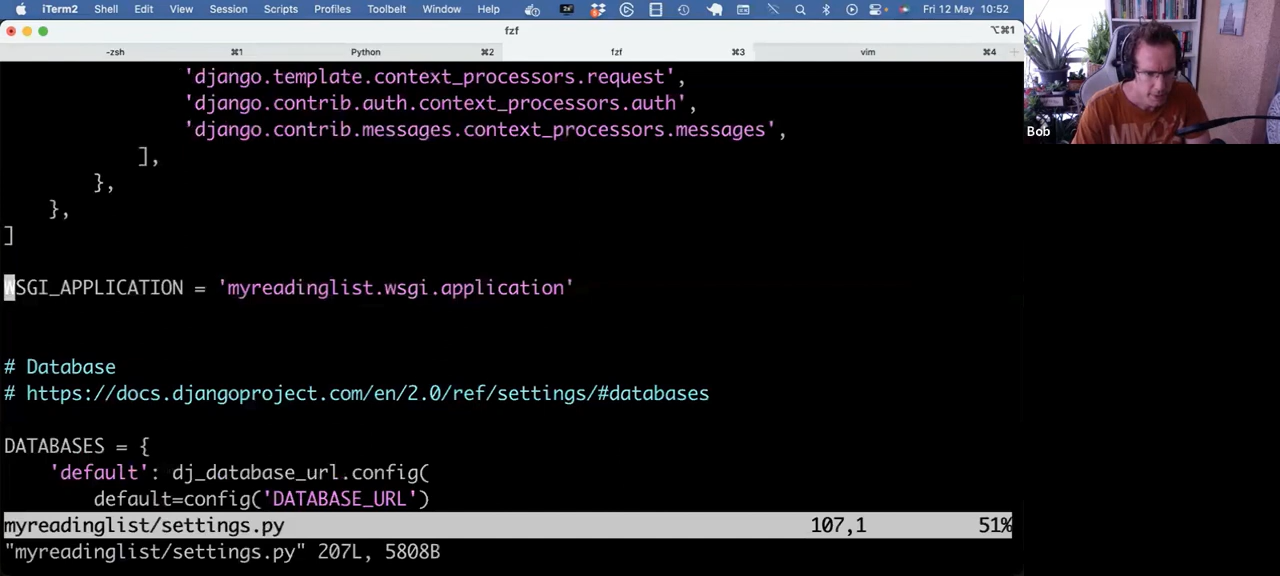 iTerm2 Shell Edit View Session Scripts Profiles Toolbelt Window Help Fri 12 May 10:52
fzf ⌥⌘1
-zsh ⌘1 Python ⌘2 fzf ⌘3 vim ⌘4
'django.template.context_processors.request',
'django.contrib.auth.context_processors.auth',
'django.contrib.messages.context_processors.messages',
],
},
},
]
WSGI_APPLICATION = 'myreadinglist.wsgi.application'
# Database
# https://docs.djangoproject.com/en/2.0/ref/settings/#databases
DATABASES = {
'default': dj_database_url.config(
default=config('DATABASE_URL')
myreadinglist/settings.py 107,1 51%
"myreadinglist/settings.py" 207L, 5808B
Bob